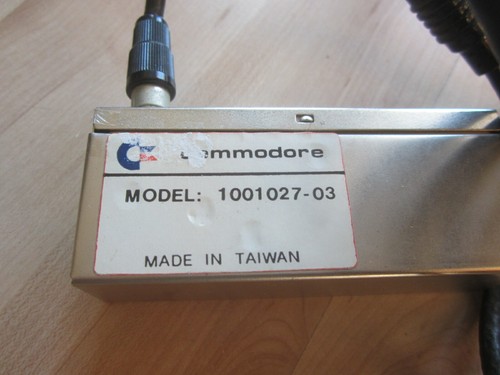 commodore
MODEL: 1001027-03
MADE IN TAIWAN